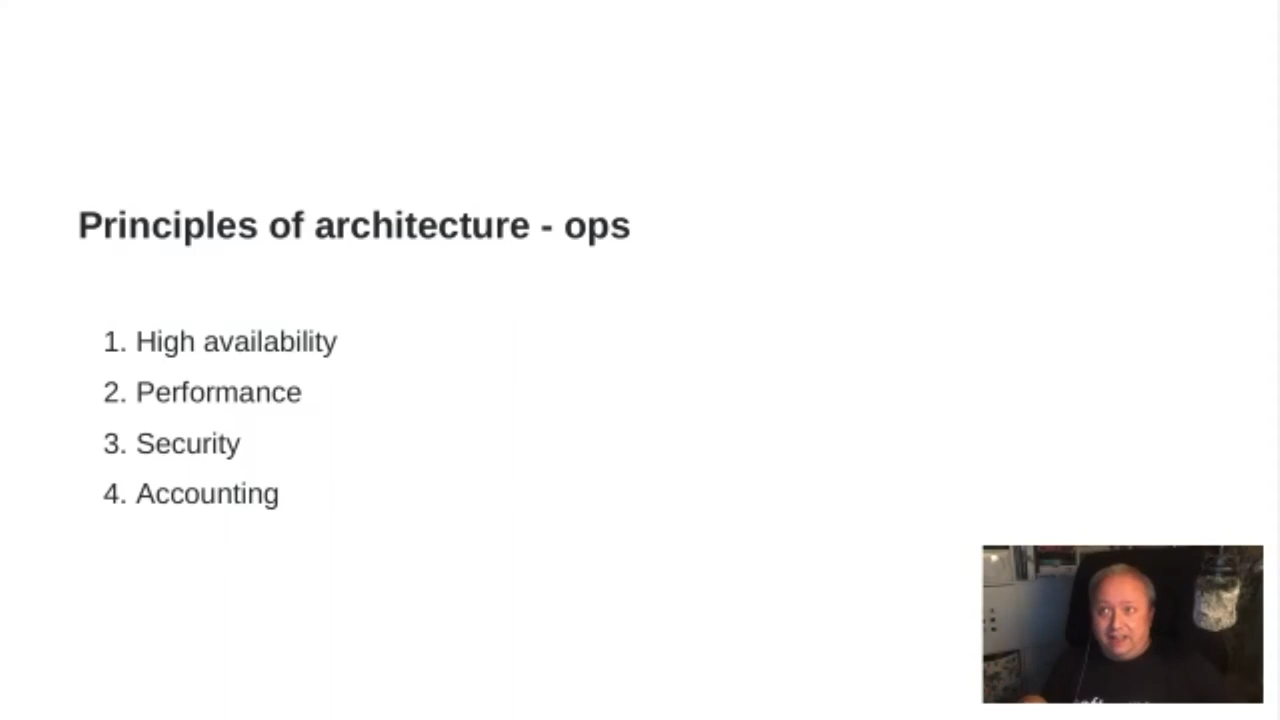 Principles of architecture - ops
1. High availability
2. Performance
3. Security
4. Accounting